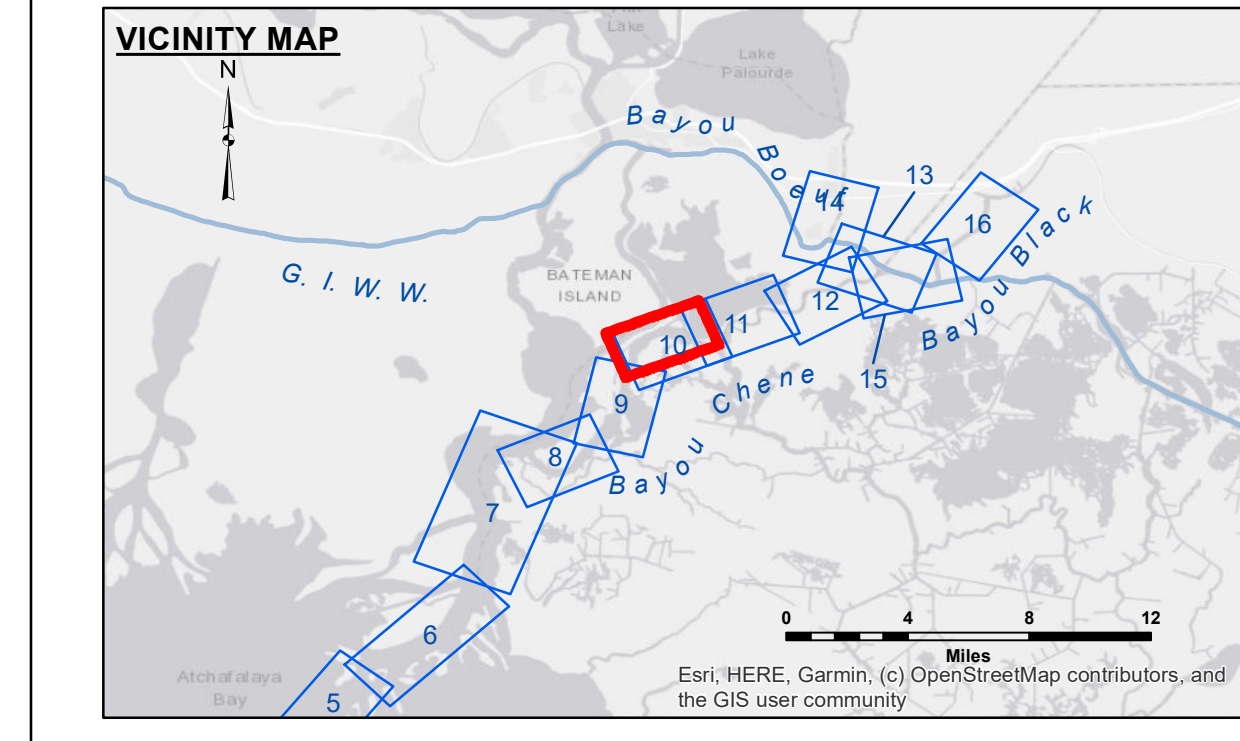 VICINITY MAP
N
Lake
Lake
Palourde
Bayou Boeuf
13
14
16
Bayou Black
G. I. W. W.
BATEMAN
ISLAND
12
11
10
15
Bayou Chene
9
8
7
6
5
Atchafalaya
Bay
0 4 8 12
Miles
Esri, HERE, Garmin, (c) OpenStreetMap contributors, and
the GIS user community